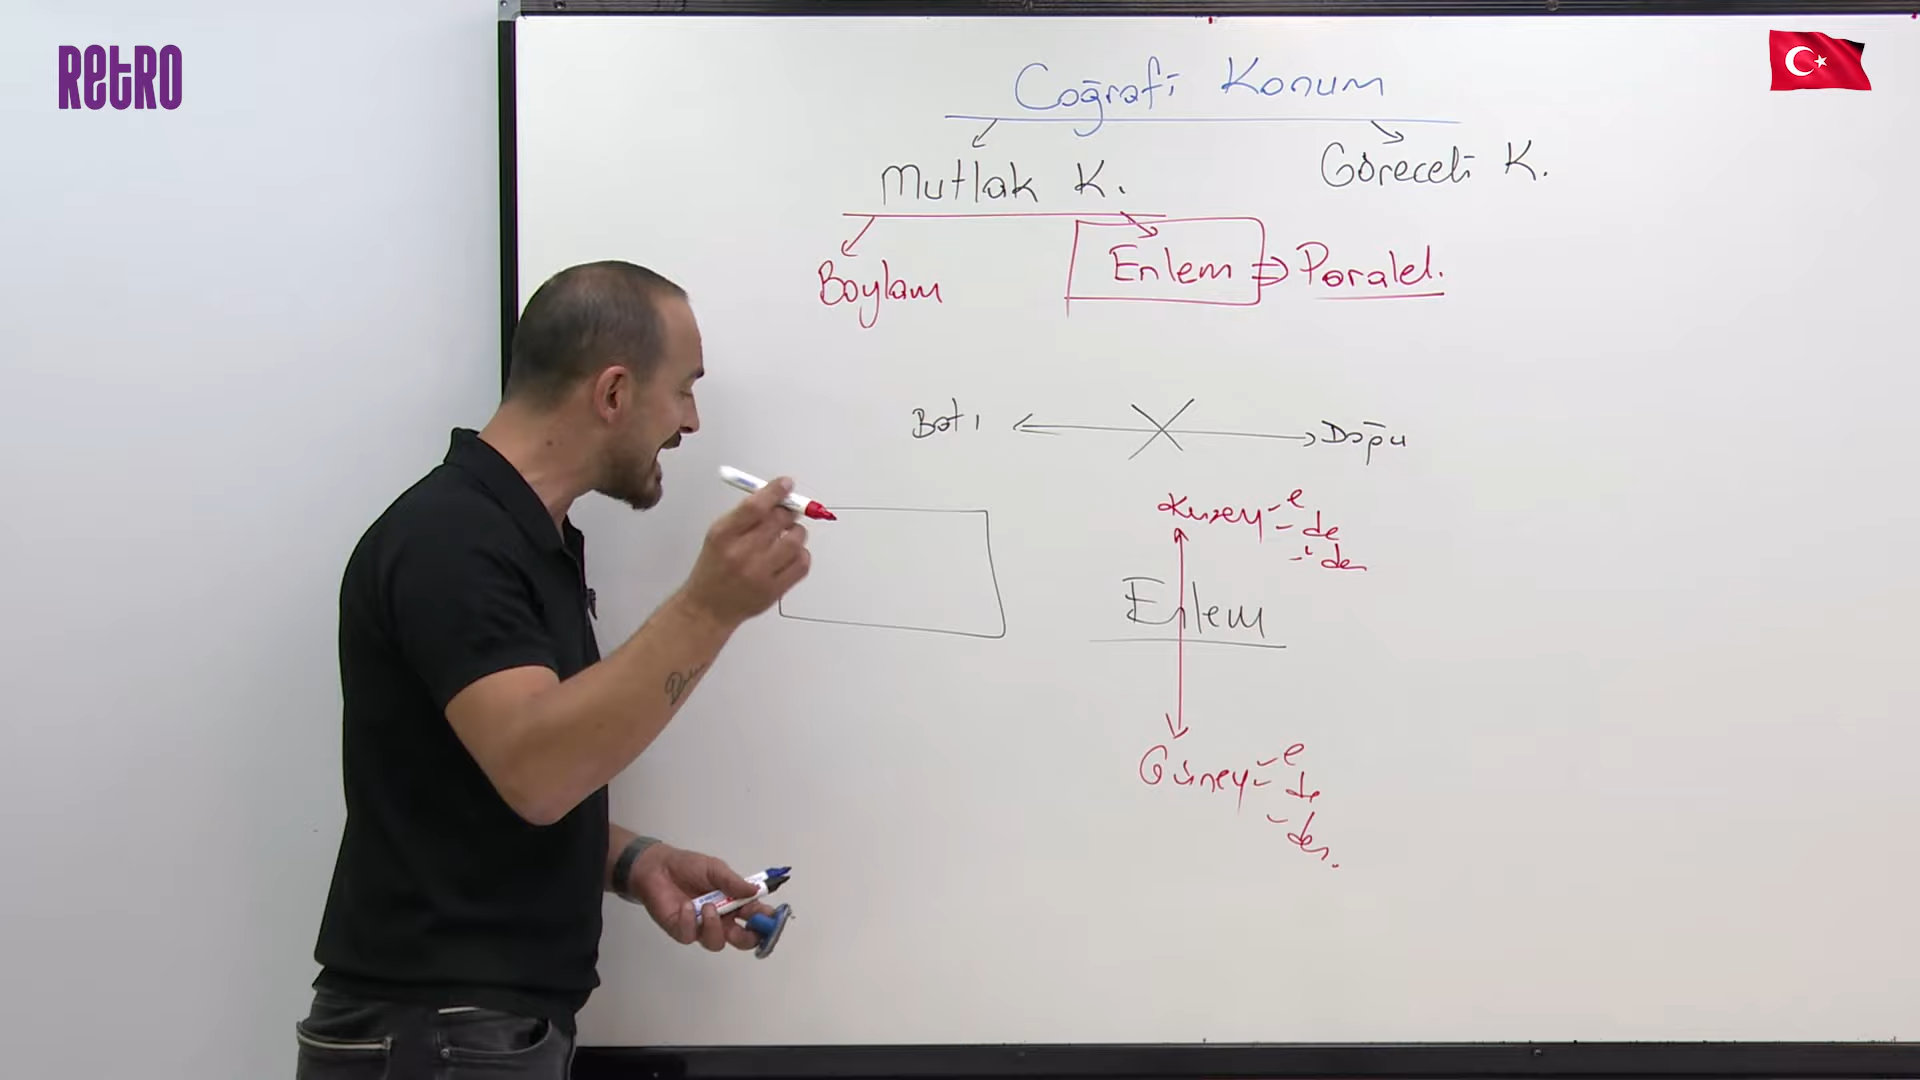 RETRO
Coğrafi Konum
Mutlak K.
Göreceli K.
Boylam
Enlem
Paralel.
Batı
Doğu
Kuzey - e
- de
- den
Enlem
Güney - e
- de
- den.